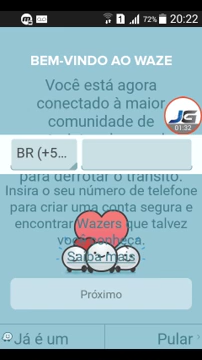 1 72% 20:22
BEM-VINDO AO WAZE
Você está agora
conectado à maior
comunidade de
JG
01:32
BR (+5...
para derrotar o trânsito.
Insira o seu número de telefone
para criar uma conta segura e
encontrar Wazers que talvez
você conheça.
Saiba mais
Próximo
Já é um
Pular